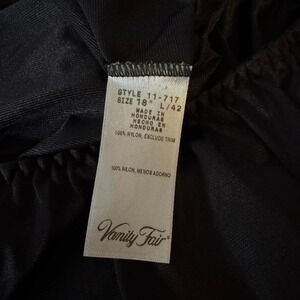 STYLE 11-717
SIZE 18" L/42
MADE IN
HONDURAS
HECHO EN
HONDURAS
100% NYLON, EXCLUDE TRIM
100% NILON, MENOS ADORNO
Vanity Fair®